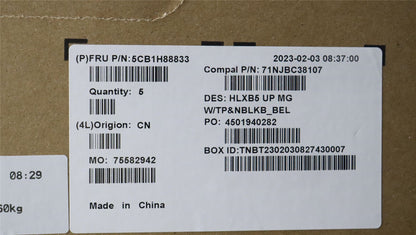 (P)FRU P/N:5CB1H88833
2023-02-03 08:37:00
Compal P/N: 71NJBC38107
Quantity: 5
DES: HLXB5 UP MG
W/TP&NBLKB_BEL
(4L)Origion: CN
PO: 4501940282
MO: 75582942
BOX ID:TNBT2302030827430007
Made in China
08:29
60kg